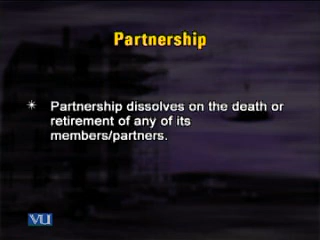 Partnership
* Partnership dissolves on the death or
retirement of any of its
members/partners.
VU